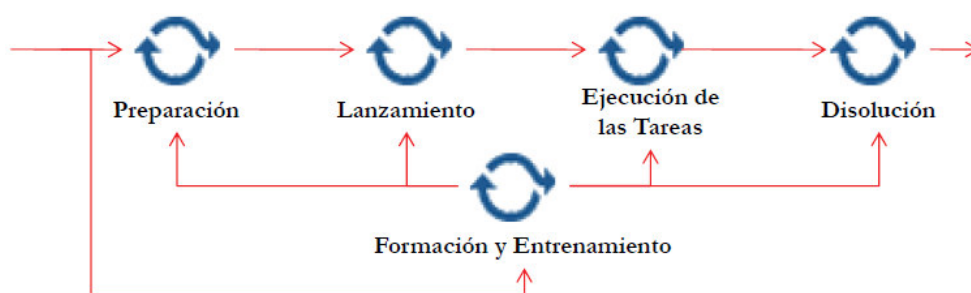 Preparación
Lanzamiento
Ejecución de
las Tareas
Disolución
Formación y Entrenamiento